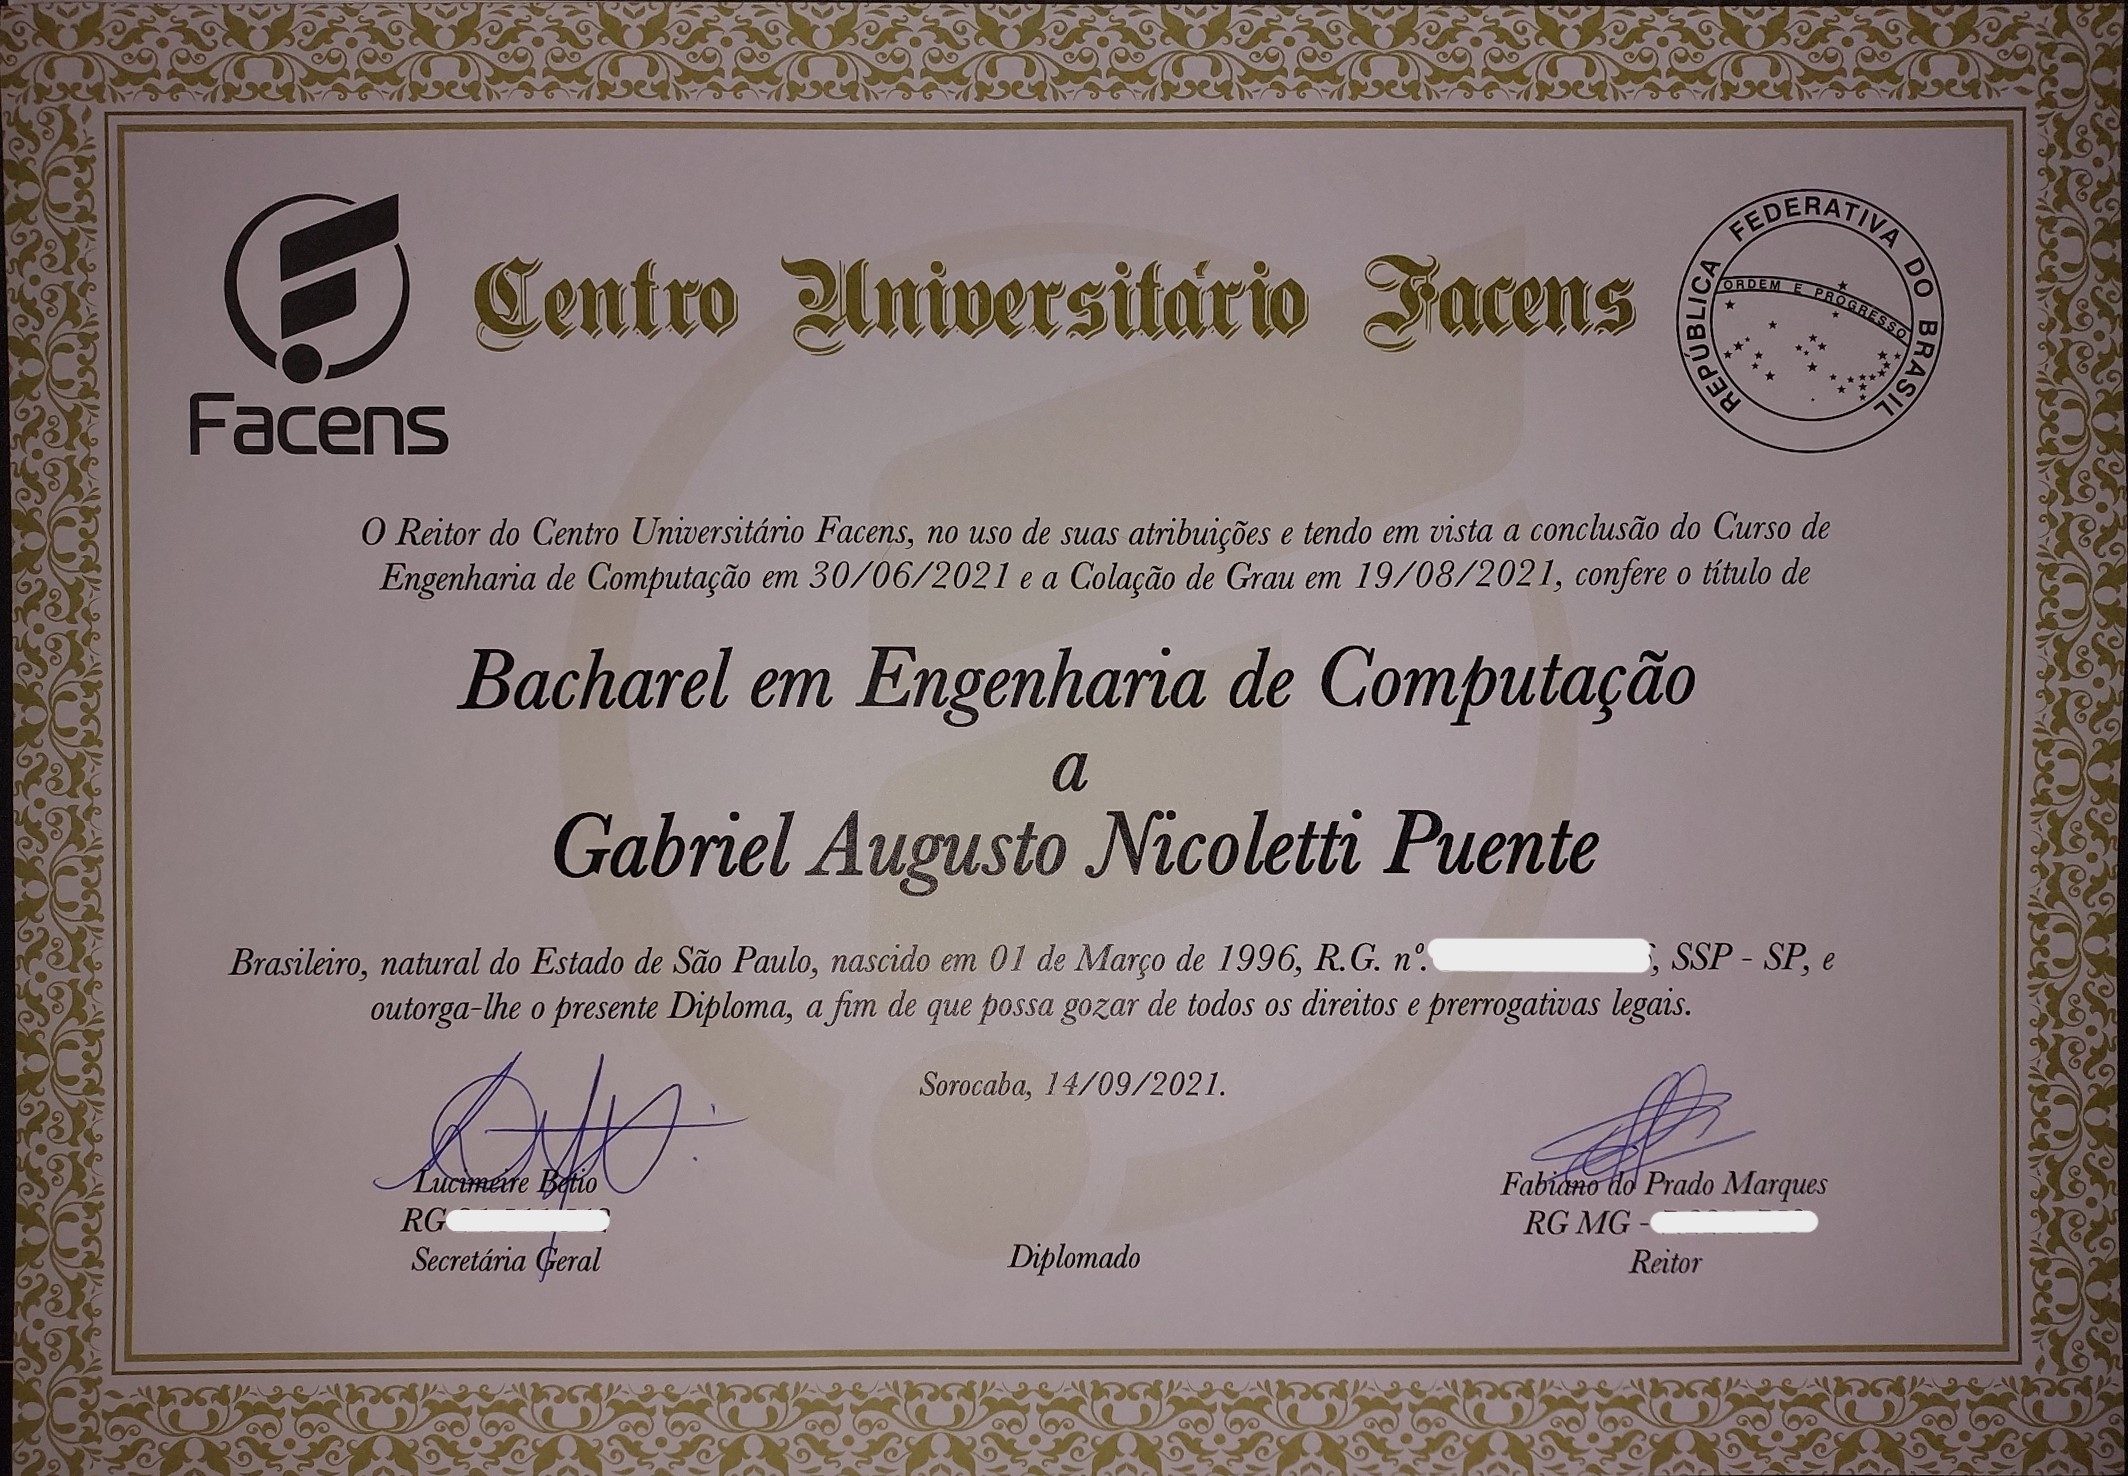 Facens
Centro Universitário Facens
REPÚBLICA FEDERATIVA DO BRASIL
ORDEM E PROGRESSO
O Reitor do Centro Universitário Facens, no uso de suas atribuições e tendo em vista a conclusão do Curso de
Engenharia de Computação em 30/06/2021 e a Colação de Grau em 19/08/2021, confere o título de
Bacharel em Engenharia de Computação
a
Gabriel Augusto Nicoletti Puente
Brasileiro, natural do Estado de São Paulo, nascido em 01 de Março de 1996, R.G. nº. , SSP - SP, e
outorga-lhe o presente Diploma, a fim de que possa gozar de todos os direitos e prerrogativas legais.
Sorocaba, 14/09/2021.
Lucimeire Betio
RG
Secretária Geral
Diplomado
Fabiano do Prado Marques
RG MG -
Reitor